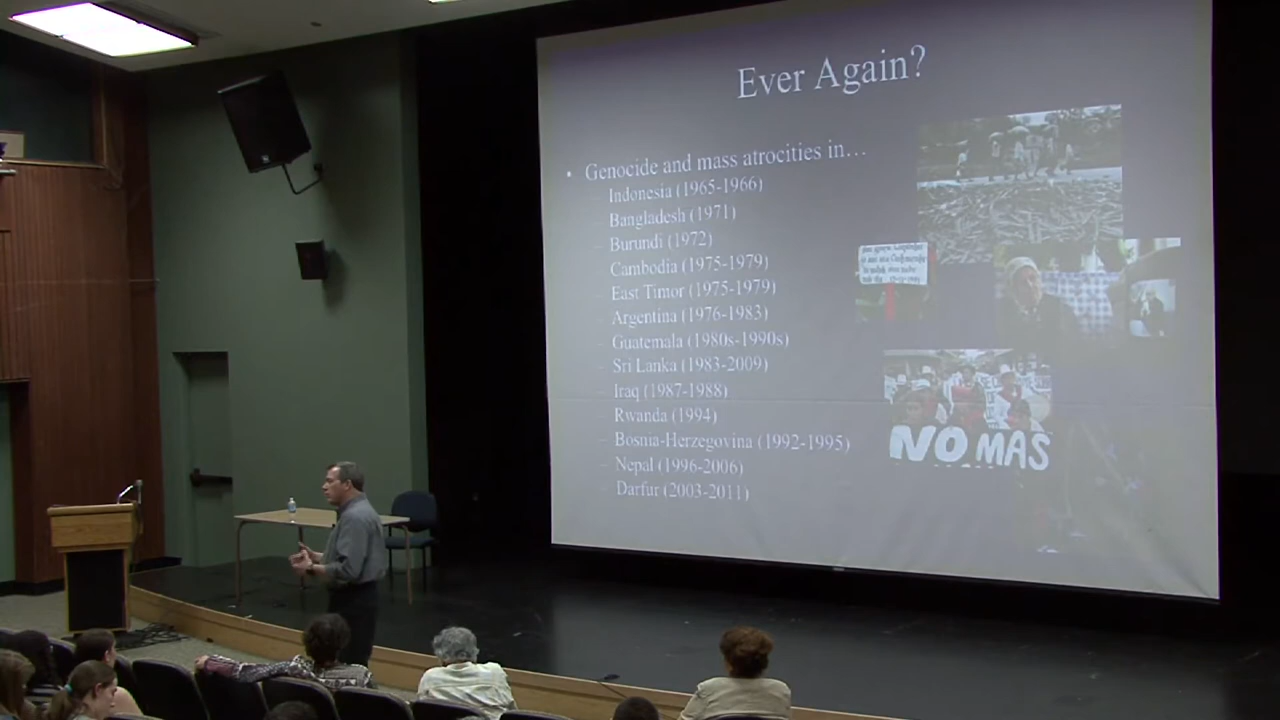 Ever Again?
• Genocide and mass atrocities in…
Indonesia (1965-1966)
Bangladesh (1971)
– Burundi (1972)
– Cambodia (1975-1979)
– East Timor (1975-1979)
– Argentina (1976-1983)
– Guatemala (1980s-1990s)
– Sri Lanka (1983-2009)
– Iraq (1987-1988)
– Rwanda (1994)
– Bosnia-Herzegovina (1992-1995)
– Nepal (1996-2006)
– Darfur (2003-2011)
NO MAS